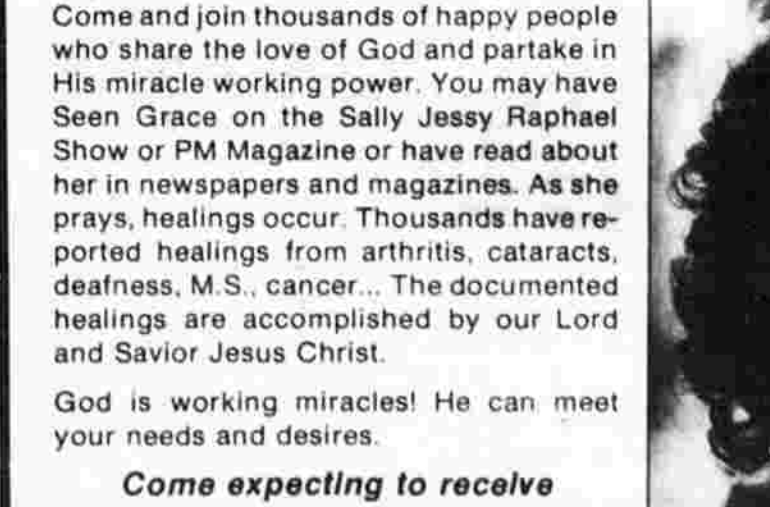 Come and join thousands of happy people
who share the love of God and partake in
His miracle working power. You may have
Seen Grace on the Sally Jessy Raphael
Show or PM Magazine or have read about
her in newspapers and magazines. As she
prays, healings occur. Thousands have re-
ported healings from arthritis, cataracts,
deafness, M.S., cancer... The documented
healings are accomplished by our Lord
and Savior Jesus Christ.
God is working miracles! He can meet
your needs and desires.
Come expecting to receive